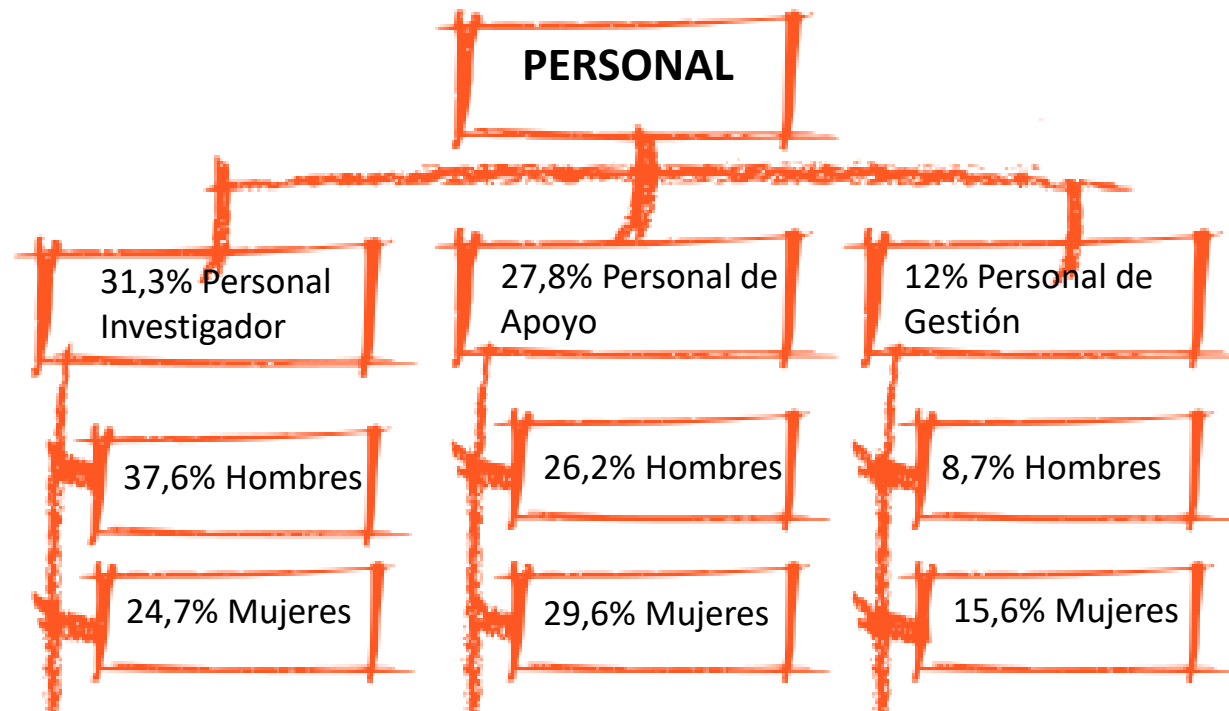 PERSONAL
31,3% Personal
Investigador
37,6% Hombres
24,7% Mujeres
27,8% Personal de
Apoyo
26,2% Hombres
29,6% Mujeres
12% Personal de
Gestión
8,7% Hombres
15,6% Mujeres